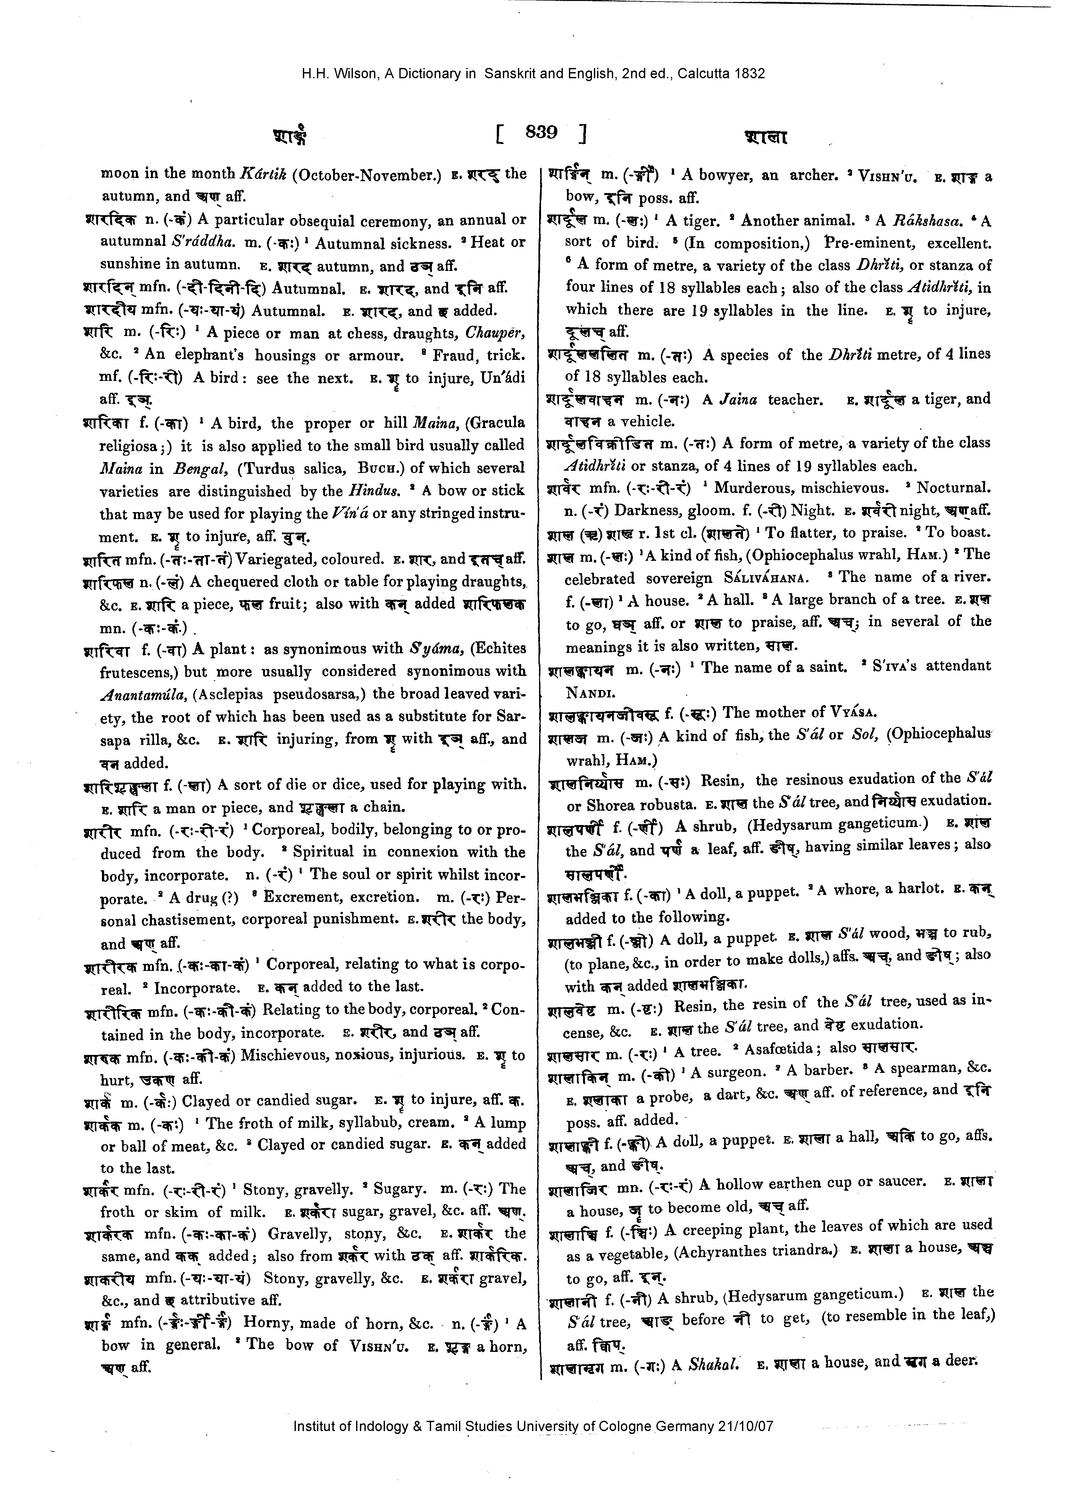 H.H. Wilson, A Dictionary in Sanskrit and English, 2nd ed., Calcutta 1832
शार्ङ्गं [ 839 ] शाला
moon in the month Kártik (October-November.) E. शरद् the
autumn, and अण् aff.
शारदिक n. (-कं) A particular obsequial ceremony, an annual or
autumnal S'ráddha. m. (-कः) ¹ Autumnal sickness. ² Heat or
sunshine in autumn. E. शारद autumn, and ठञ् aff.
शारदिन् mfn. (-दी-दिनी-दि) Autumnal. E. शारद, and इनि aff.
शारदीय mfn. (-यः-या-यं) Autumnal. E. शारद, and छ added.
शारि m. (-रिः) ¹ A piece or man at chess, draughts, Chauper,
&c. ² An elephant's housings or armour. ³ Fraud, trick.
mf. (-रिः-री) A bird : see the next. E. शॄ to injure, Un'ádi
aff. इञ्.
शारिका f. (-का) ¹ A bird, the proper or hill Maina, (Gracula
religiosa ;) it is also applied to the small bird usually called
Maina in Bengal, (Turdus salica, BUCH.) of which several
varieties are distinguished by the Hindus. ² A bow or stick
that may be used for playing the Vín'á or any stringed instru-
ment. E. शॄ to injure, aff. वुन्.
शारित mfn. (-तः-ता-तं) Variegated, coloured. E. शार, and इतच् aff.
शारिफल n. (-लं) A chequered cloth or table for playing draughts,
&c. E. शारि a piece, फल fruit; also with कन् added शारिफलक
mn. (-कः-कं.)
शारिवा f. (-वा) A plant : as synonimous with S'yáma, (Echites
frutescens,) but more usually considered synonimous with
Anantamúla, (Asclepias pseudosarsa,) the broad leaved vari-
ety, the root of which has been used as a substitute for Sar-
sapa rilla, &c. E. शारि injuring, from शॄ with इञ् aff., and
वन added.
शारिशृङ्खला f. (-ला) A sort of die or dice, used for playing with.
E. शारि a man or piece, and शृङ्खला a chain.
शारीर mfn. (-रः-री-रं) ¹ Corporeal, bodily, belonging to or pro-
duced from the body. ² Spiritual in connexion with the
body, incorporate. n. (-रं) ¹ The soul or spirit whilst incor-
porate. ² A drug (?) ³ Excrement, excretion. m. (-रः) Per-
sonal chastisement, corporeal punishment. E. शरीर the body,
and अण् aff.
शारीरक mfn. (-कः-का-कं) ¹ Corporeal, relating to what is corpo-
real. ² Incorporate. E. कन् added to the last.
शारीरिक mfn. (-कः-की-कं) Relating to the body, corporeal. ² Con-
tained in the body, incorporate. E. शरीर, and ठञ् aff.
शारुक mfn. (-कः-की-कं) Mischievous, noxious, injurious. E. शॄ to
hurt, उकण् aff.
शार्क m. (-र्कः) Clayed or candied sugar. E. शॄ to injure, aff. क.
शार्कक m. (-कः) ¹ The froth of milk, syllabub, cream. ² A lump
or ball of meat, &c. ³ Clayed or candied sugar. E. कन् added
to the last.
शार्कर mfn. (-रः-री-रं) ¹ Stony, gravelly. ² Sugary. m. (-रः) The
froth or skim of milk. E. शर्करा sugar, gravel, &c. aff. अण्.
शार्करक mfn. (-कः-का-कं) Gravelly, stony, &c. E. शार्कर the
same, and कक् added; also from शर्कर with ठक् aff. शार्करिक.
शाकरीय mfn. (-यः-या-यं) Stony, gravelly, &c. E. शर्करा gravel,
&c., and छ attributive aff.
शार्ङ्ग mfn. (-र्ङ्गः-र्ङ्गी-र्ङ्गं) Horny, made of horn, &c. n. (-र्ङ्गं) ¹ A
bow in general. ² The bow of VISHN'U. E. शृङ्ग a horn,
अण् aff.
शार्ङ्गिन् m. (-र्ङ्गी) ¹ A bowyer, an archer. ² VISHN'U. E. शार्ङ्ग a
bow, इनि poss. aff.
शार्दूल m. (-लः) ¹ A tiger. ² Another animal. ³ A Rákshasa. ⁴ A
sort of bird. ⁵ (In composition,) Pre-eminent, excellent.
⁶ A form of metre, a variety of the class Dhrĭti, or stanza of
four lines of 18 syllables each ; also of the class Atidhrĭti, in
which there are 19 syllables in the line. E. शॄ to injure,
दूलच् aff.
शार्दूलललित m. (-तः) A species of the Dhrĭti metre, of 4 lines
of 18 syllables each.
शार्दूलवाहन m. (-नः) A Jaina teacher. E. शार्दूल a tiger, and
वाहन a vehicle.
शार्दूलविक्रीडित m. (-तः) A form of metre, a variety of the class
Atidhrĭti or stanza, of 4 lines of 19 syllables each.
शार्वर mfn. (-रः-री-रं) ¹ Murderous, mischievous. ² Nocturnal.
n. (-रं) Darkness, gloom. f. (-री) Night. E. शर्वरी night, अण् aff.
शाल (ऋ) शाल r. 1st cl. (शालते) ¹ To flatter, to praise. ² To boast.
शाल m. (-लः) ¹ A kind of fish, (Ophiocephalus wrahl, HAM.) ² The
celebrated sovereign SÁLIVÁHANA. ³ The name of a river.
f. (-ला) ¹ A house. ² A hall. ³ A large branch of a tree. E. शल
to go, घञ् aff. or शाल to praise, aff. अच्; in several of the
meanings it is also written, साल.
शालङ्कायन m. (-नः) ¹ The name of a saint. ² S'IVA's attendant
NANDI.
शालङ्कायनजीवसू f. (-सूः) The mother of VYÁSA.
शालज m. (-जः) A kind of fish, the S'ál or Sol, (Ophiocephalus
wrahl, HAM.)
शालनिर्य्यास m. (-सः) Resin, the resinous exudation of the S'ál
or Shorea robusta. E. शाल the S'ál tree, and निर्य्यास exudation.
शालपर्णी f. (-र्णी) A shrub, (Hedysarum gangeticum.) E. शाल
the S'ál, and पर्ण a leaf, aff. ङीष्, having similar leaves ; also
सालपर्णी.
शालभञ्जिका f. (-का) ¹ A doll, a puppet. ² A whore, a harlot. E. कन्
added to the following.
शालभञ्जी f. (-ञ्जी) A doll, a puppet. E. शाल S'ál wood, भञ्ज to rub,
(to plane, &c., in order to make dolls,) affs. अच्, and ङीष् ; also
with कन् added शालभञ्जिका.
शालवेष्ट m. (-ष्टः) Resin, the resin of the S'ál tree, used as in-
cense, &c. E. शाल the S'ál tree, and वेष्ट exudation.
शालसार m. (-रः) ¹ A tree. ² Asafœtida ; also सालसार.
शालाकिन् m. (-की) ¹ A surgeon. ² A barber. ³ A spearman, &c.
E. शलाका a probe, a dart, &c. अण् aff. of reference, and इनि
poss. aff. added.
शालाङ्की f. (-ङ्की) A doll, a puppet. E. शाला a hall, अकि to go, affs.
अच्, and ङीष्.
शालाजिर mn. (-रः-रं) A hollow earthen cup or saucer. E. शाला
a house, जॄ to become old, अच् aff.
शालाञ्चि f. (-ञ्चिः) A creeping plant, the leaves of which are used
as a vegetable, (Achyranthes triandra.) E. शाला a house, अञ्च
to go, aff. इन्.
शालानी f. (-नी) A shrub, (Hedysarum gangeticum.) E. शाल the
S'ál tree, आङ् before नी to get, (to resemble in the leaf,)
aff. क्विप्.
शालामृग m. (-गः) A Shakal. E. शाला a house, and मृग a deer.
Institut of Indology & Tamil Studies University of Cologne Germany 21/10/07